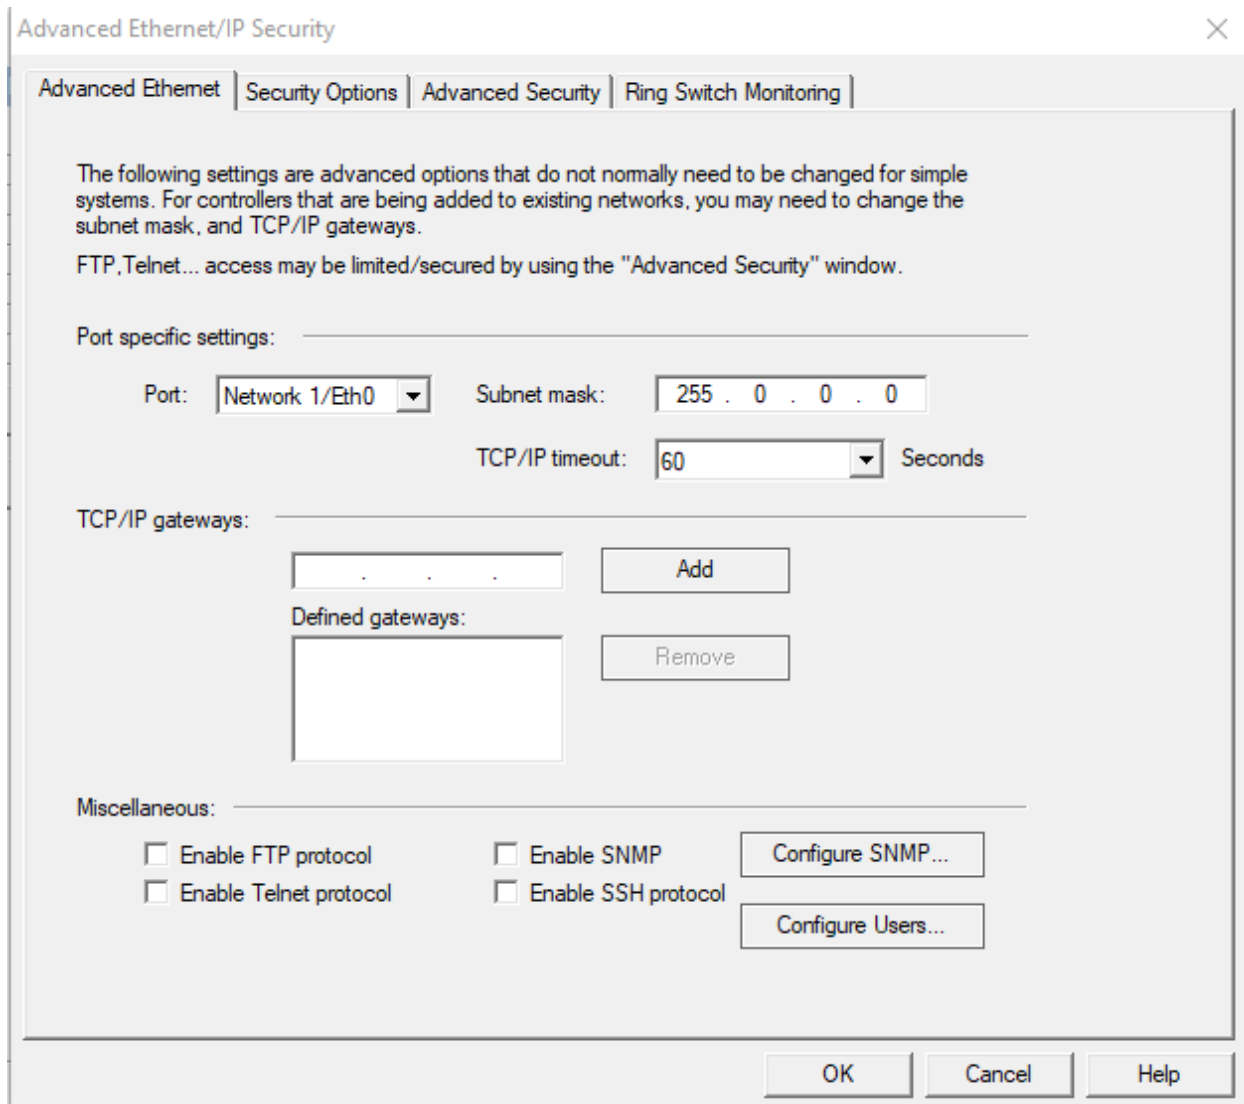 Advanced Ethernet/IP Security
Advanced Ethernet Security Options Advanced Security Ring Switch Monitoring
The following settings are advanced options that do not normally need to be changed for simple
systems. For controllers that are being added to existing networks, you may need to change the
subnet mask, and TCP/IP gateways.
FTP,Telnet... access may be limited/secured by using the "Advanced Security" window.
Port specific settings:
Port: Network 1/Eth0 Subnet mask: 255 . 0 . 0 . 0
TCP/IP timeout: 60 Seconds
TCP/IP gateways:
. . . Add
Defined gateways:
Remove
Miscellaneous:
Enable FTP protocol Enable SNMP Configure SNMP...
Enable Telnet protocol Enable SSH protocol
Configure Users...
OK Cancel Help